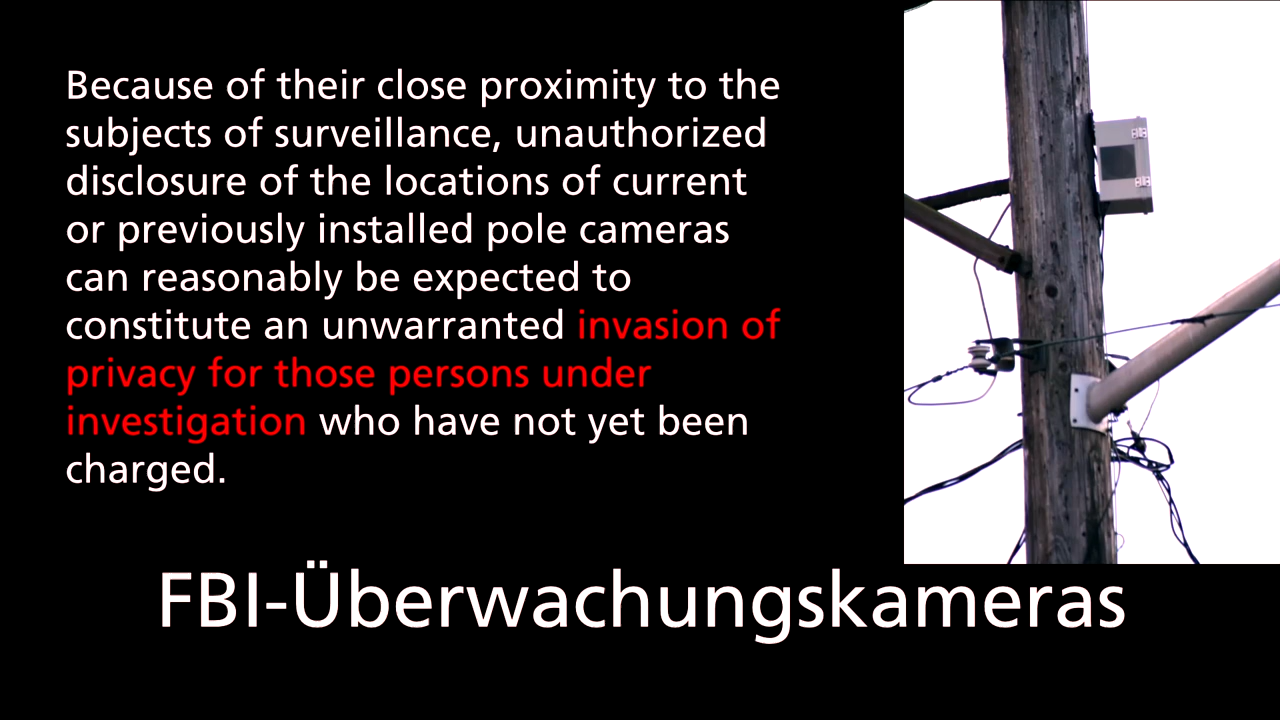 Because of their close proximity to the
subjects of surveillance, unauthorized
disclosure of the locations of current
or previously installed pole cameras
can reasonably be expected to
constitute an unwarranted invasion of
privacy for those persons under
investigation who have not yet been
charged.
FBI-Überwachungskameras